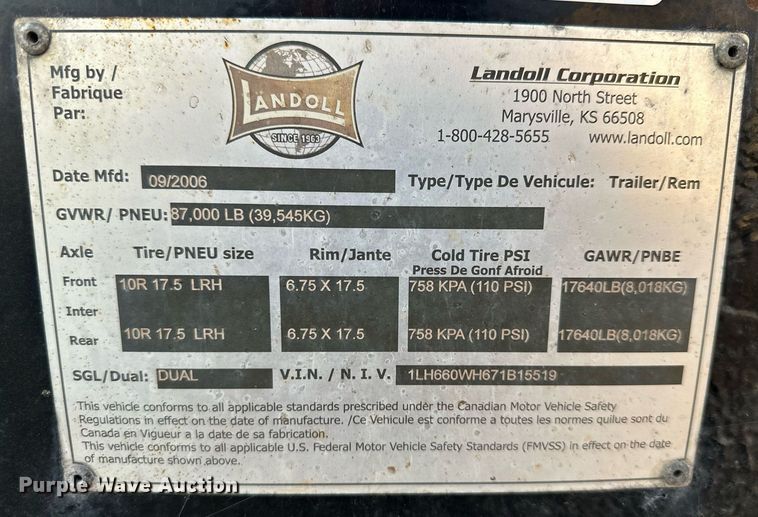 Mfg by /
Fabrique
Par:
LANDOLL
SINCE 1963
Landoll Corporation
1900 North Street
Marysville, KS 66508
1-800-428-5655 www.landoll.com
Date Mfd: 09/2006 Type/Type De Vehicule: Trailer/Rem
GVWR/ PNEU: 87,000 LB (39,545KG)
Axle Tire/PNEU size Rim/Jante Cold Tire PSI GAWR/PNBE
Press De Gonf Afroid
Front 10R 17.5 LRH 6.75 X 17.5 758 KPA (110 PSI) 17640LB(8,018KG)
Inter
Rear 10R 17.5 LRH 6.75 X 17.5 758 KPA (110 PSI) 17640LB(8,018KG)
SGL/Dual: DUAL V.I.N. / N. I. V. 1LH660WH671B15519
This vehicle conforms to all applicable standards prescribed under the Canadian Motor Vehicle Safety
Regulations in effect on the date of manufacture. /Ce Vehicule est conforme a toutes les normes quilue sont du
Canada en Vigueur a la date de sa fabrication.
This vehicle conforms to all applicable U.S. Federal Motor Vehicle Safety Standards (FMVSS) in effect on the date
of manufacture shown above.
Purple Wave Auction